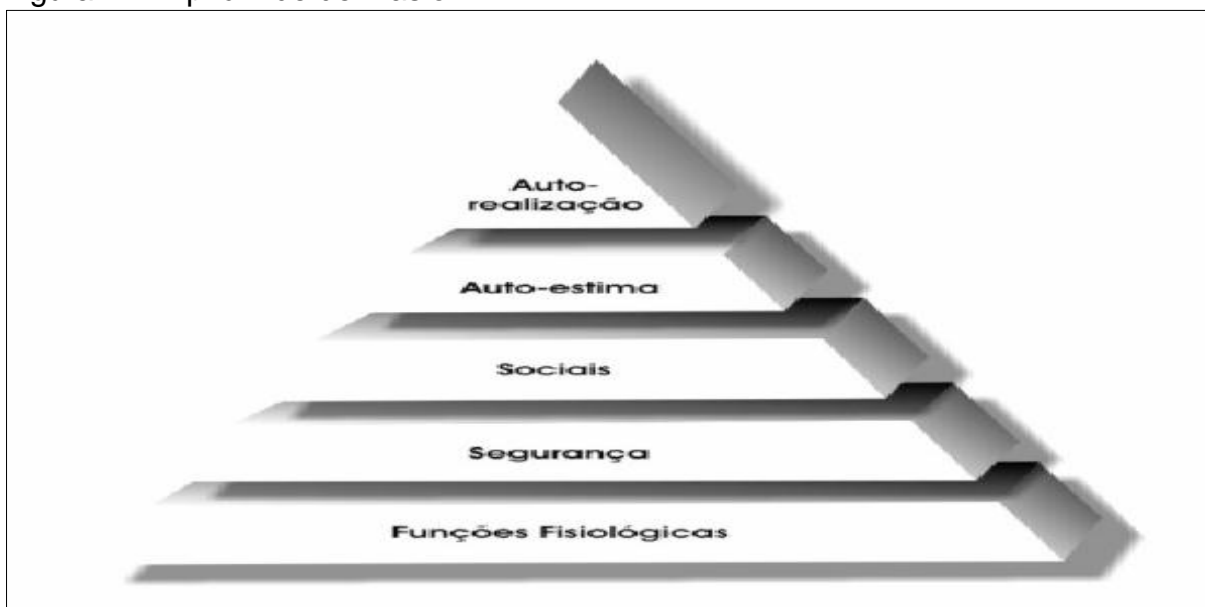 Auto-
realização
Auto-estima
Sociais
Segurança
Funções Fisiológicas